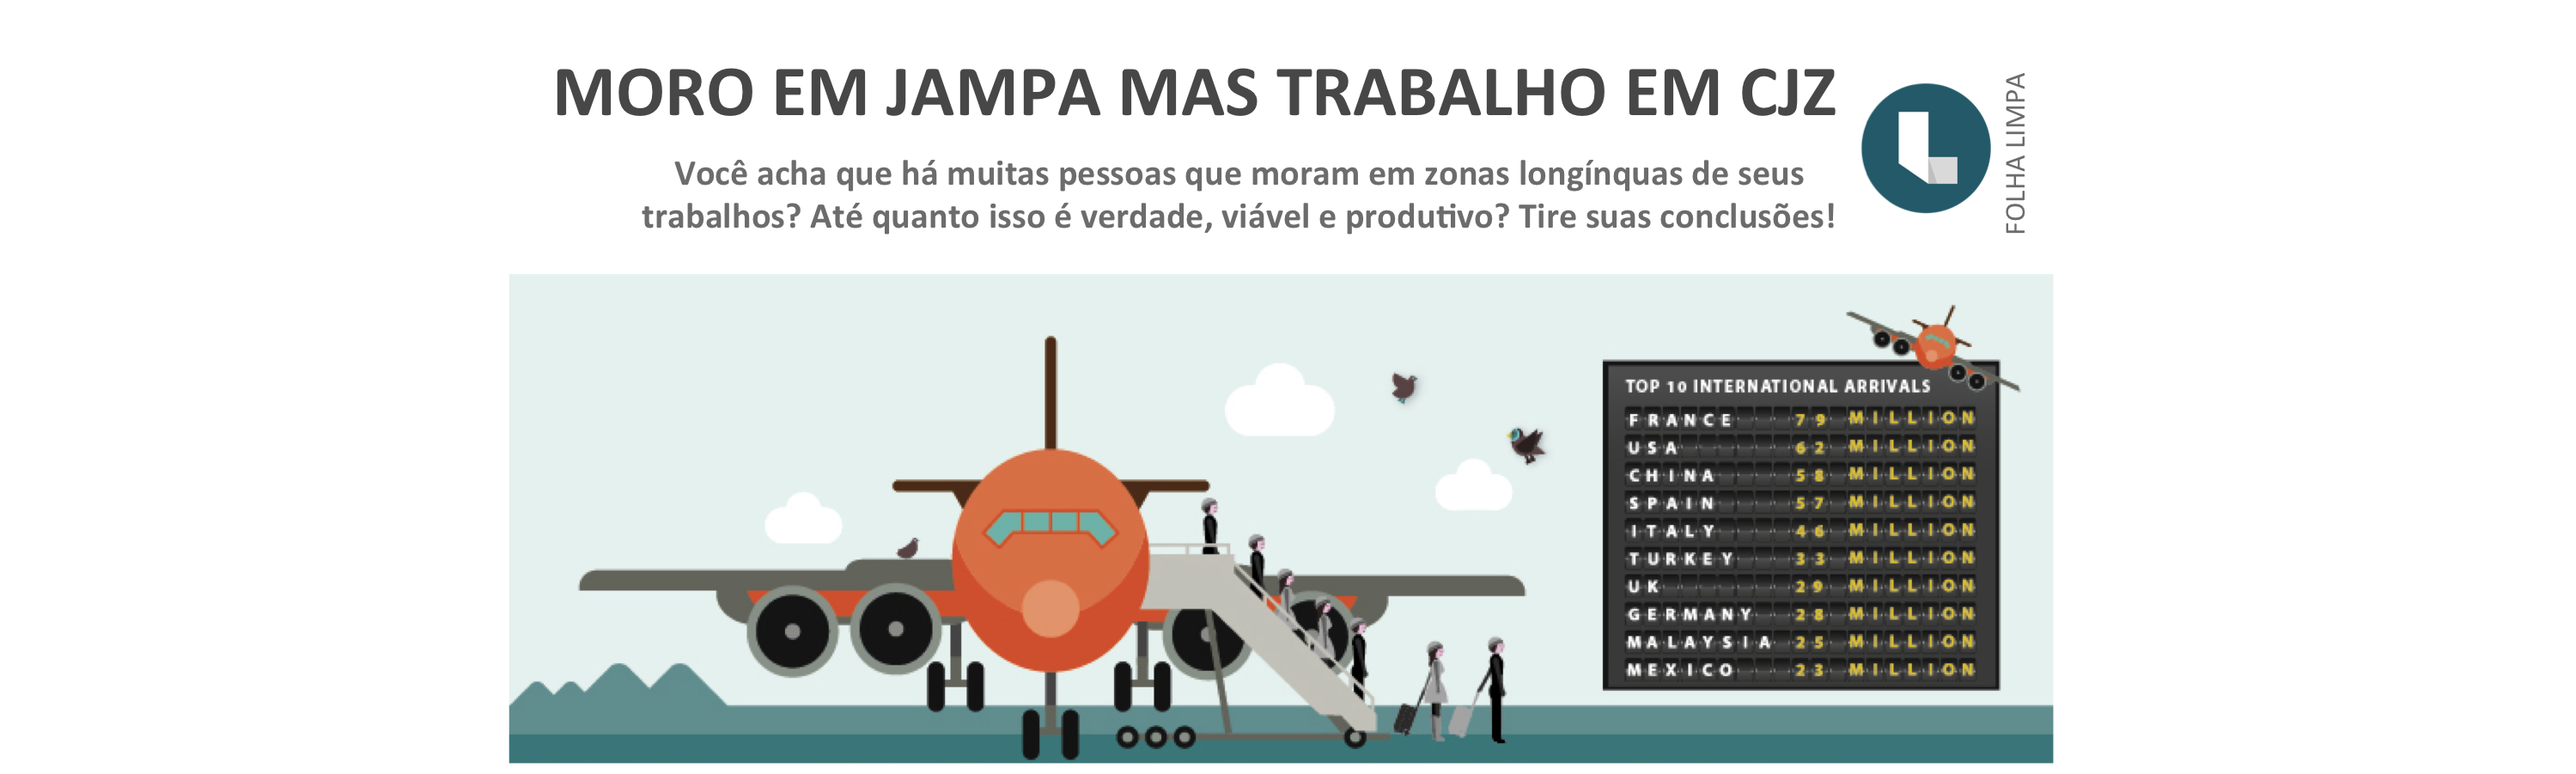 MORO EM JAMPA MAS TRABALHO EM CJZ
Você acha que há muitas pessoas que moram em zonas longínquas de seus
trabalhos? Até quanto isso é verdade, viável e produtivo? Tire suas conclusões!
FOLHA LIMPA
TOP 10 INTERNATIONAL ARRIVALS
FRANCE 79 MILLION
USA 62 MILLION
CHINA 58 MILLION
SPAIN 57 MILLION
ITALY 46 MILLION
TURKEY 33 MILLION
UK 29 MILLION
GERMANY 28 MILLION
MALAYSIA 25 MILLION
MEXICO 23 MILLION